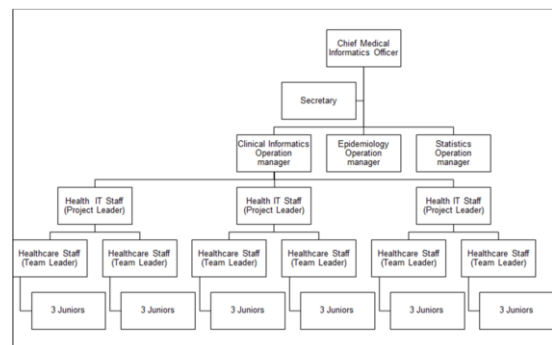 Chief Medical
Informatics Officer
Secretary
Clinical Informatics
Operation
manager
Epidemiology
Operation
manager
Statistics
Operation
manager
Health IT Staff
(Project Leader)
Health IT Staff
(Project Leader)
Health IT Staff
(Project Leader)
Healthcare Staff
(Team Leader)
Healthcare Staff
(Team Leader)
Healthcare Staff
(Team Leader)
Healthcare Staff
(Team Leader)
Healthcare Staff
(Team Leader)
Healthcare Staff
(Team Leader)
3 Juniors
3 Juniors
3 Juniors
3 Juniors
3 Juniors
3 Juniors